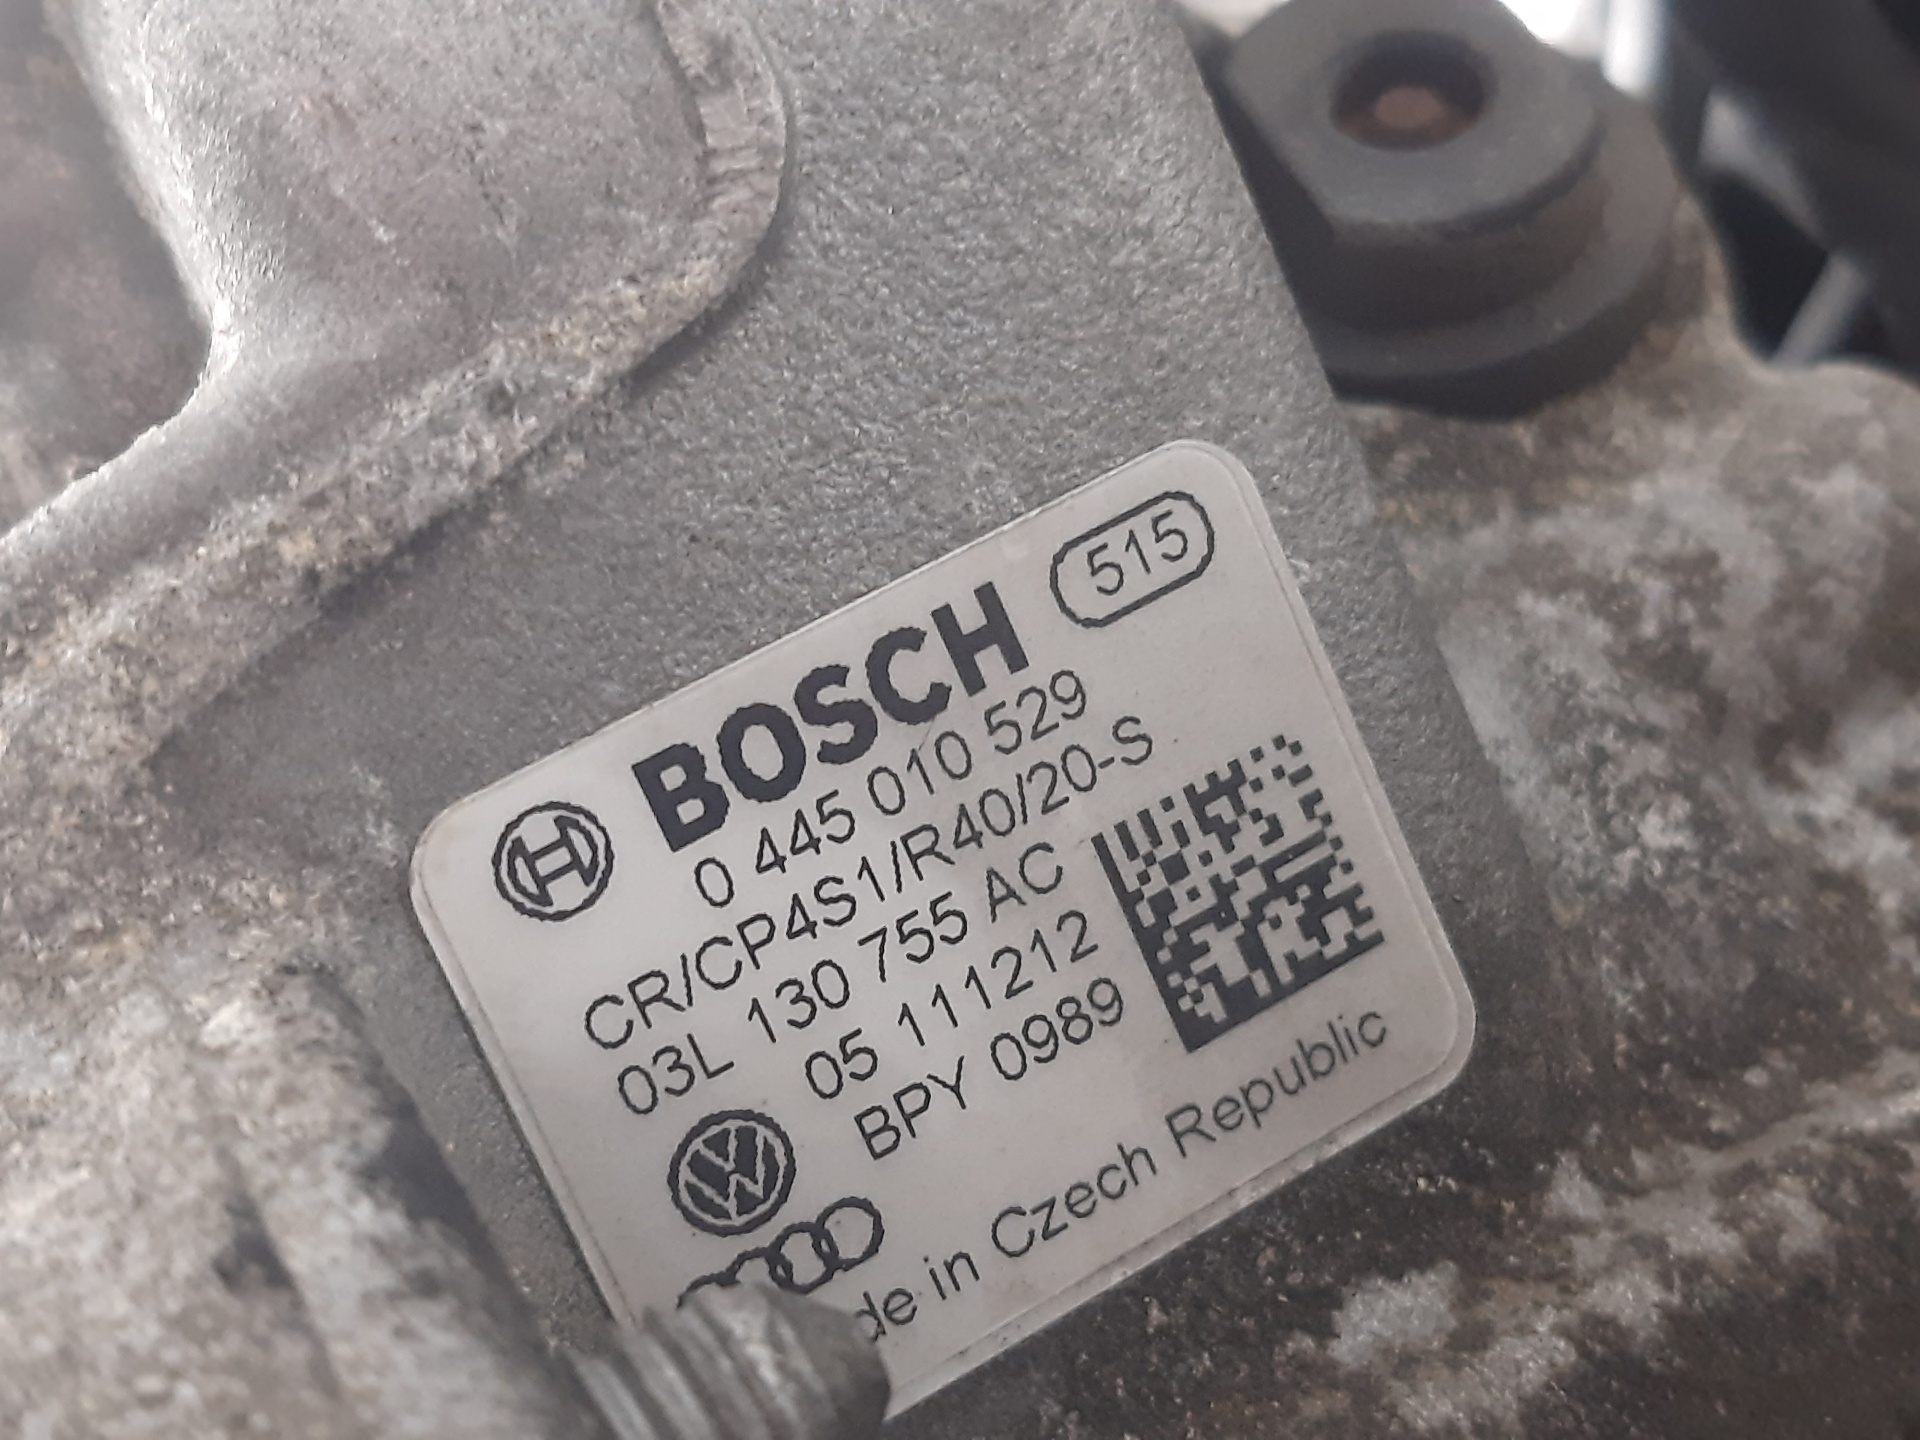 515
BOSCH
0 445 010 529
CR/CP4S1/R40/20-S
03L 130 755 AC
05 111212
BPY 0989
de in Czech Republic